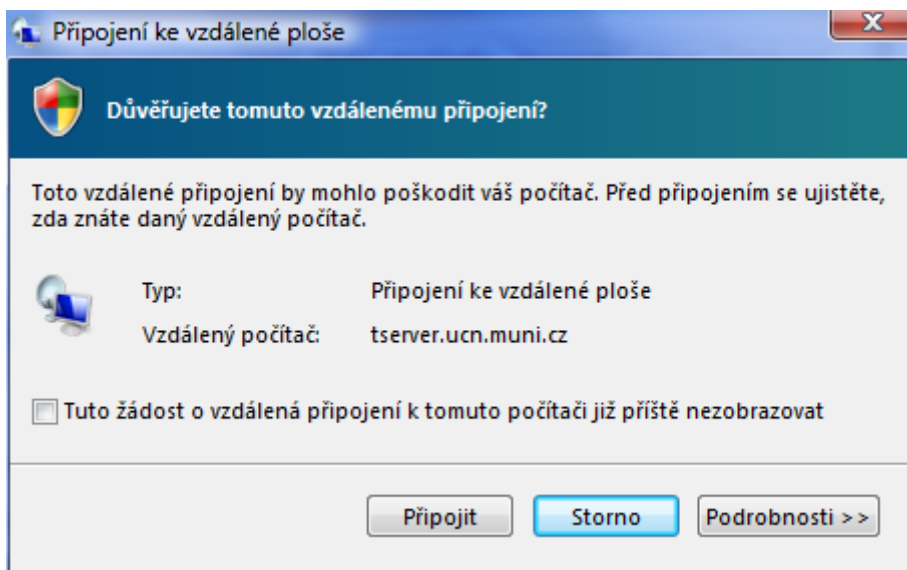 Připojení ke vzdálené ploše
Důvěřujete tomuto vzdálenému připojení?
Toto vzdálené připojení by mohlo poškodit váš počítač. Před připojením se ujistěte,
zda znáte daný vzdálený počítač.
Typ: Připojení ke vzdálené ploše
Vzdálený počítač: tserver.ucn.muni.cz
Tuto žádost o vzdálená připojení k tomuto počítači již příště nezobrazovat
Připojit Storno Podrobnosti >>